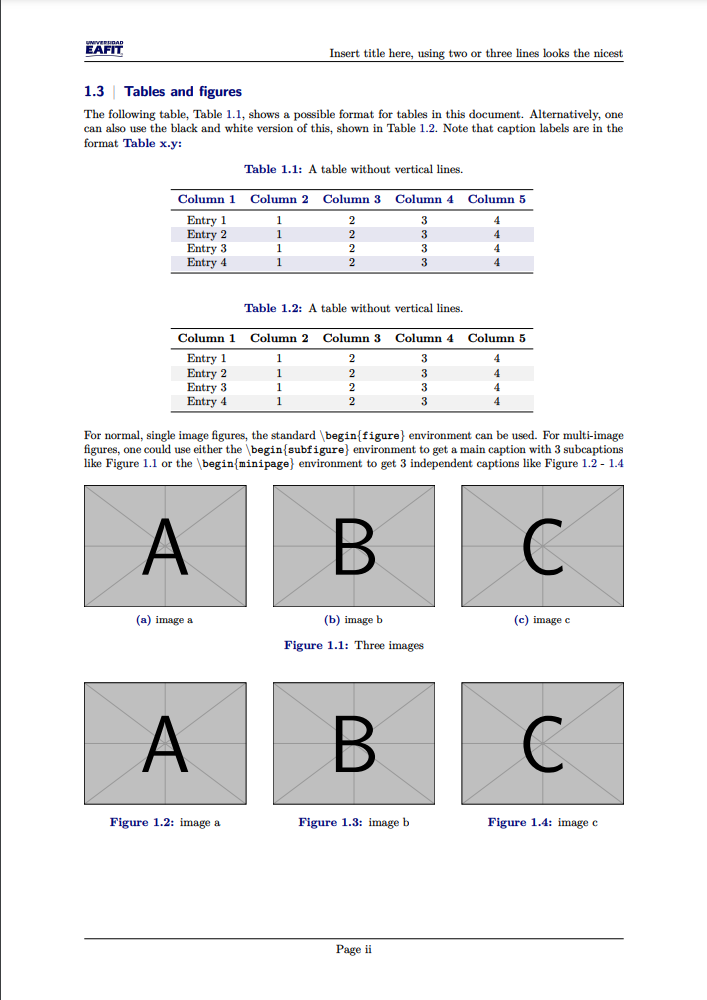 UNIVERSIDAD
EAFIT
Insert title here, using two or three lines looks the nicest
1.3 | Tables and figures
The following table, Table 1.1, shows a possible format for tables in this document. Alternatively, one
can also use the black and white version of this, shown in Table 1.2. Note that caption labels are in the
format Table x.y:
Table 1.1: A table without vertical lines.
Column 1 Column 2 Column 3 Column 4 Column 5
Entry 1 1 2 3 4
Entry 2 1 2 3 4
Entry 3 1 2 3 4
Entry 4 1 2 3 4
Table 1.2: A table without vertical lines.
Column 1 Column 2 Column 3 Column 4 Column 5
Entry 1 1 2 3 4
Entry 2 1 2 3 4
Entry 3 1 2 3 4
Entry 4 1 2 3 4
For normal, single image figures, the standard \begin{figure} environment can be used. For multi-image
figures, one could use either the \begin{subfigure} environment to get a main caption with 3 subcaptions
like Figure 1.1 or the \begin{minipage} environment to get 3 independent captions like Figure 1.2 - 1.4
A B C
(a) image a (b) image b (c) image c
Figure 1.1: Three images
A B C
Figure 1.2: image a Figure 1.3: image b Figure 1.4: image c
Page ii